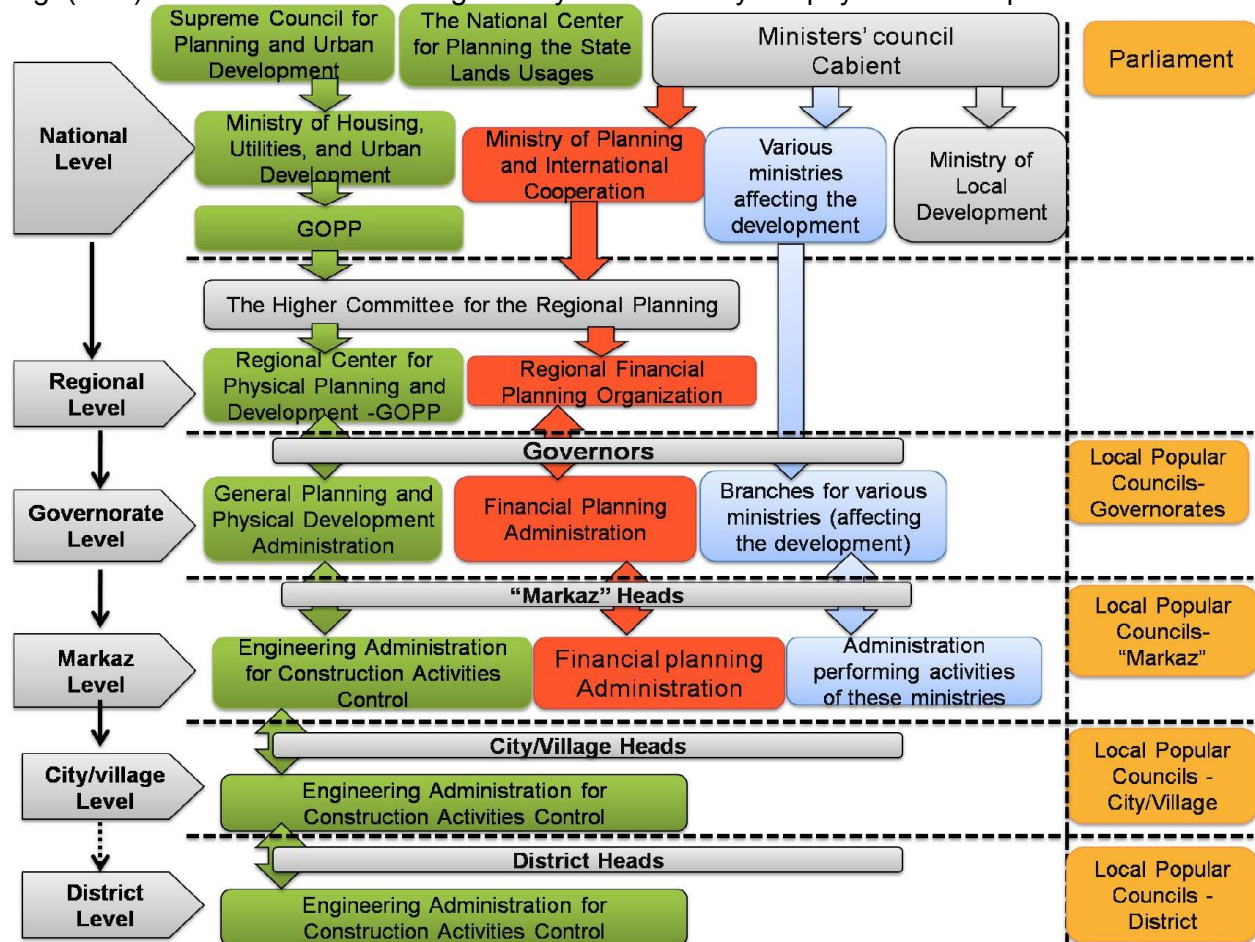 Supreme Council for
Planning and Urban
Development
The National Center
for Planning the State
Lands Usages
Ministers' council
Cabient
Parliament
National
Level
Ministry of Housing,
Utilities, and Urban
Development
Ministry of Planning
and International
Cooperation
Various
ministries
affecting the
development
Ministry of
Local
Development
GOPP
The Higher Committee for the Regional Planning
Regional
Level
Regional Center for
Physical Planning and
Development -GOPP
Regional Financial
Planning Organization
Governors
Governorate
Level
General Planning and
Physical Development
Administration
Financial Planning
Administration
Branches for various
ministries (affecting
the development)
Local Popular
Councils-
Governorates
"Markaz" Heads
Markaz
Level
Engineering Administration
for Construction Activities
Control
Financial planning
Administration
Administration
performing activities
of these ministries
Local Popular
Councils-
"Markaz"
City/Village Heads
City/village
Level
Engineering Administration for
Construction Activities Control
Local Popular
Councils -
City/Village
District Heads
District
Level
Engineering Administration for
Construction Activities Control
Local Popular
Councils -
District